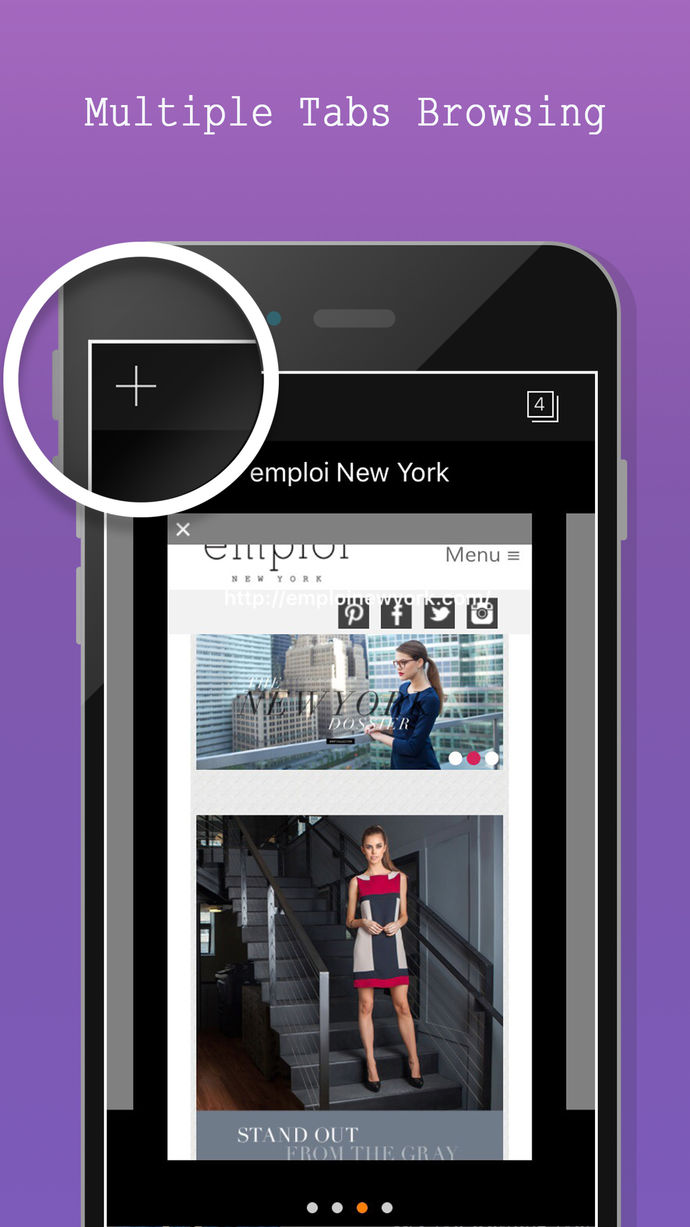 Multiple Tabs Browsing
4
emploi New York
emploi
Menu
NEW YORK
http://emploinewyork.com/
THE
NEW YORK
DOSSIER
STAND OUT
FROM THE GRAY